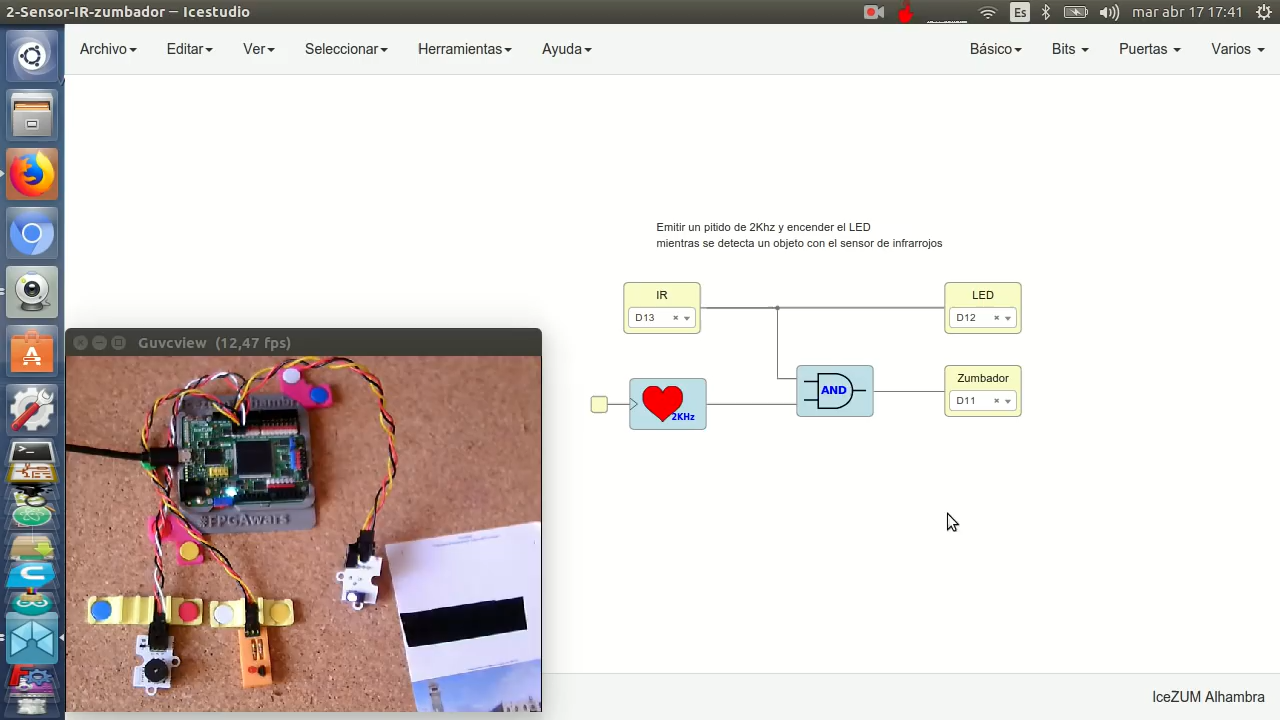 2-Sensor-IR-zumbador – Icestudio
Es
mar abr 17 17:41
Archivo
Editar
Ver
Seleccionar
Herramientas
Ayuda
Básico
Bits
Puertas
Varios
Emitir un pitido de 2Khz y encender el LED
mientras se detecta un objeto con el sensor de infrarrojos
IR
D13
LED
D12
2KHz
AND
Zumbador
D11
Guvcview (12,47 fps)
FPGAwars
IceZUM Alhambra